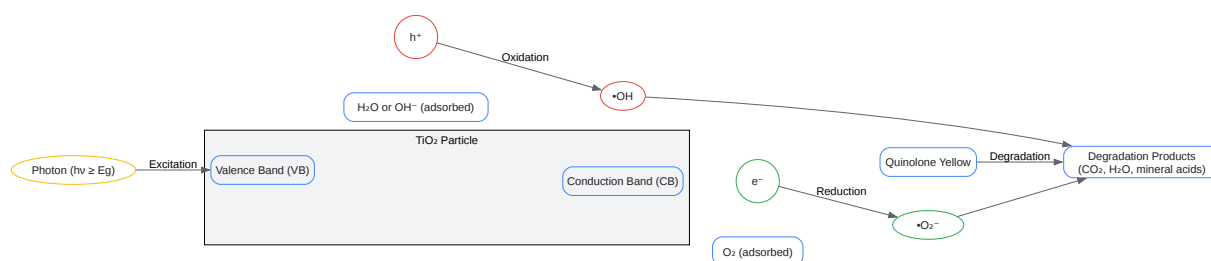 h⁺
Oxidation
•OH
H₂O or OH⁻ (adsorbed)
TiO₂ Particle
Photon (hν ≥ Eg)
Excitation
Valence Band (VB)
Conduction Band (CB)
e⁻
Reduction
•O₂⁻
O₂ (adsorbed)
Quinolone Yellow
Degradation
Degradation Products
(CO₂, H₂O, mineral acids)